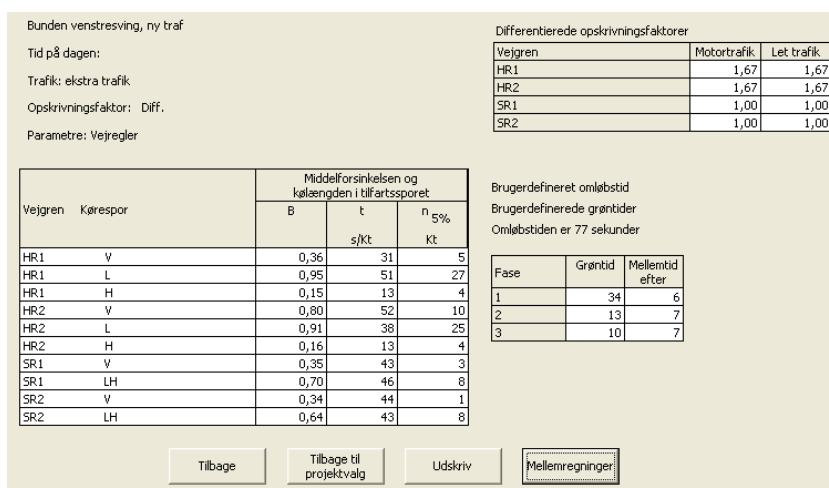 Bunden venstresving, ny traf
Tid på dagen:
Trafik: ekstra trafik
Opskrivningsfaktor: Diff.
Parametre: Vejregler
Differentierede opskrivningsfaktorer
Vejgren Motortrafik Let trafik
HR1 1,67 1,67
HR2 1,67 1,67
SR1 1,00 1,00
SR2 1,00 1,00
Middelforsinkelsen og
kølængden i tilfartssporet
Vejgren Kørespor B t n 5%
s/Kt Kt
HR1 V 0,36 31 5
HR1 L 0,95 51 27
HR1 H 0,15 13 4
HR2 V 0,80 52 10
HR2 L 0,91 38 25
HR2 H 0,16 13 4
SR1 V 0,35 43 3
SR1 LH 0,70 46 8
SR2 V 0,34 44 1
SR2 LH 0,64 43 8
Brugerdefineret omløbstid
Brugerdefinerede grøntider
Omløbstiden er 77 sekunder
Fase Grøntid Mellemtid
efter
1 34 6
2 13 7
3 10 7
Tilbage
Tilbage til
projektvalg
Udskriv
Mellemregninger